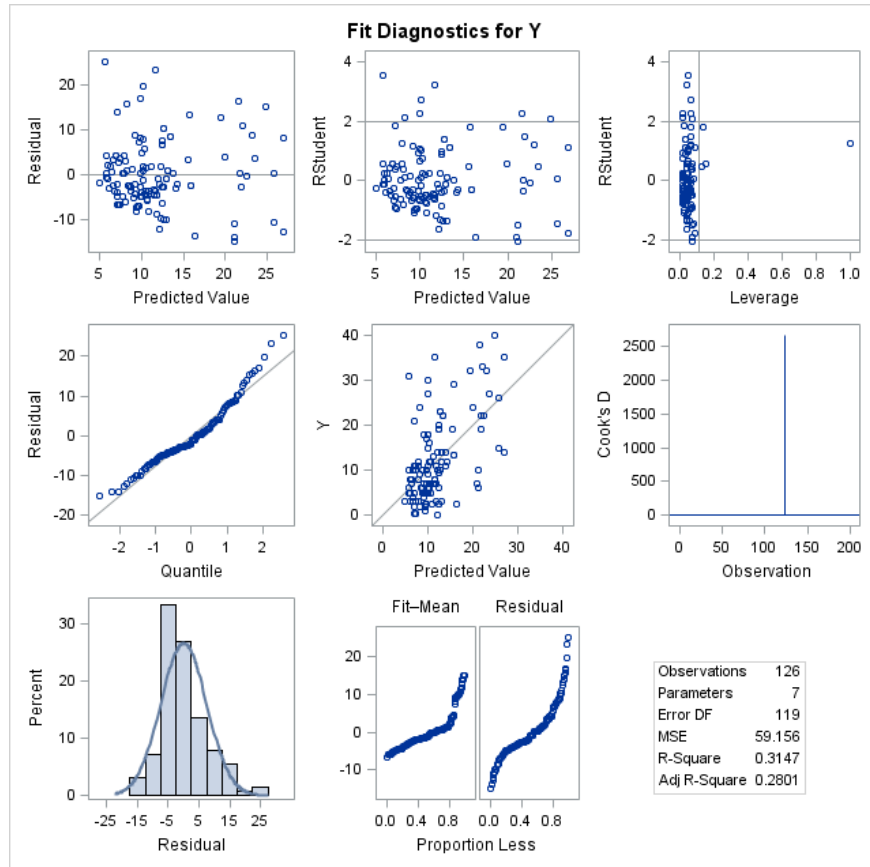 Fit Diagnostics for Y
20
10
0
-10
Residual
5 10 15 20 25
Predicted Value
4
2
0
-2
RStudent
5 10 15 20 25
Predicted Value
4
2
0
-2
RStudent
0.0 0.2 0.4 0.6 0.8 1.0
Leverage
20
10
0
-10
-20
Residual
-2 -1 0 1 2
Quantile
40
30
20
10
0
Y
0 10 20 30 40
Predicted Value
2500
2000
1500
1000
500
0
Cook's D
0 50 100 150 200
Observation
30
20
10
0
Percent
-25 -15 -5 5 15 25
Residual
Fit–Mean Residual
20
10
0
-10
0.0 0.4 0.8 0.0 0.4 0.8
Proportion Less
Observations 126
Parameters 7
Error DF 119
MSE 59.156
R-Square 0.3147
Adj R-Square 0.2801